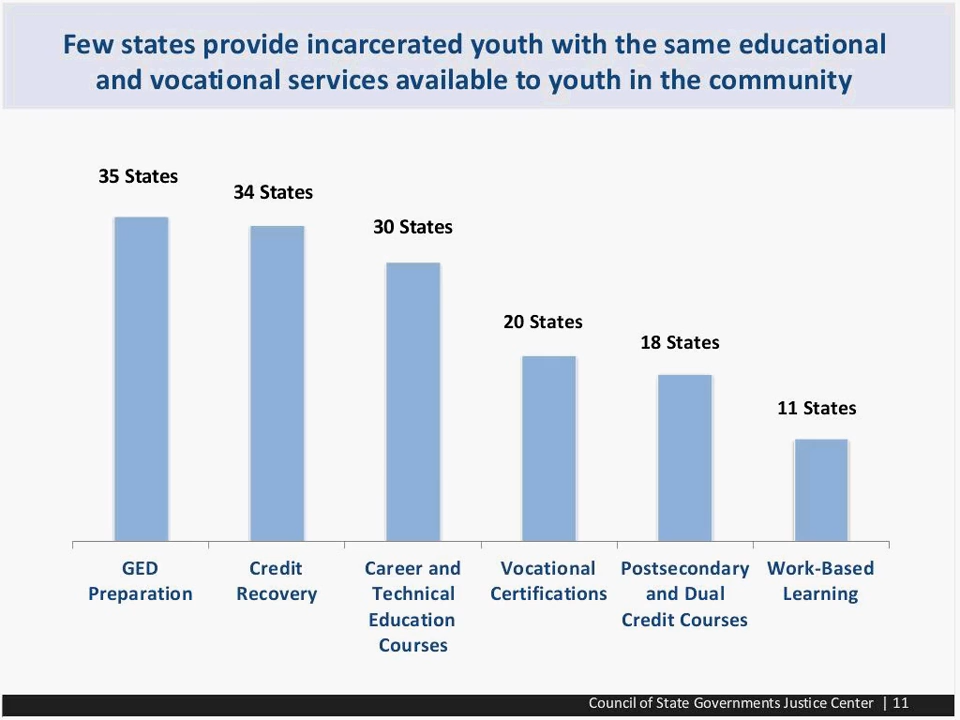 Few states provide incarcerated youth with the same educational
and vocational services available to youth in the community
35 States
34 States
30 States
20 States
18 States
11 States
GED
Preparation
Credit
Recovery
Career and
Technical
Education
Courses
Vocational
Certifications
Postsecondary
and Dual
Credit Courses
Work-Based
Learning
Council of State Governments Justice Center | 11